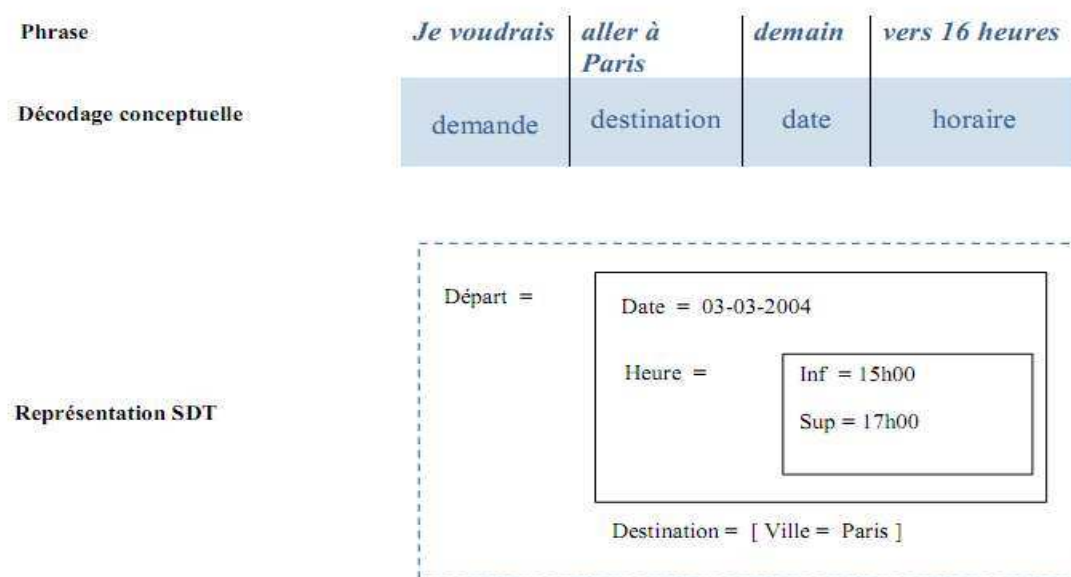 Phrase
Je voudrais aller à demain vers 16 heures
Paris
Décodage conceptuelle
demande destination date horaire
Départ =
Date = 03-03-2004
Heure =
Inf = 15h00
Sup = 17h00
Représentation SDT
Destination = [ Ville = Paris ]